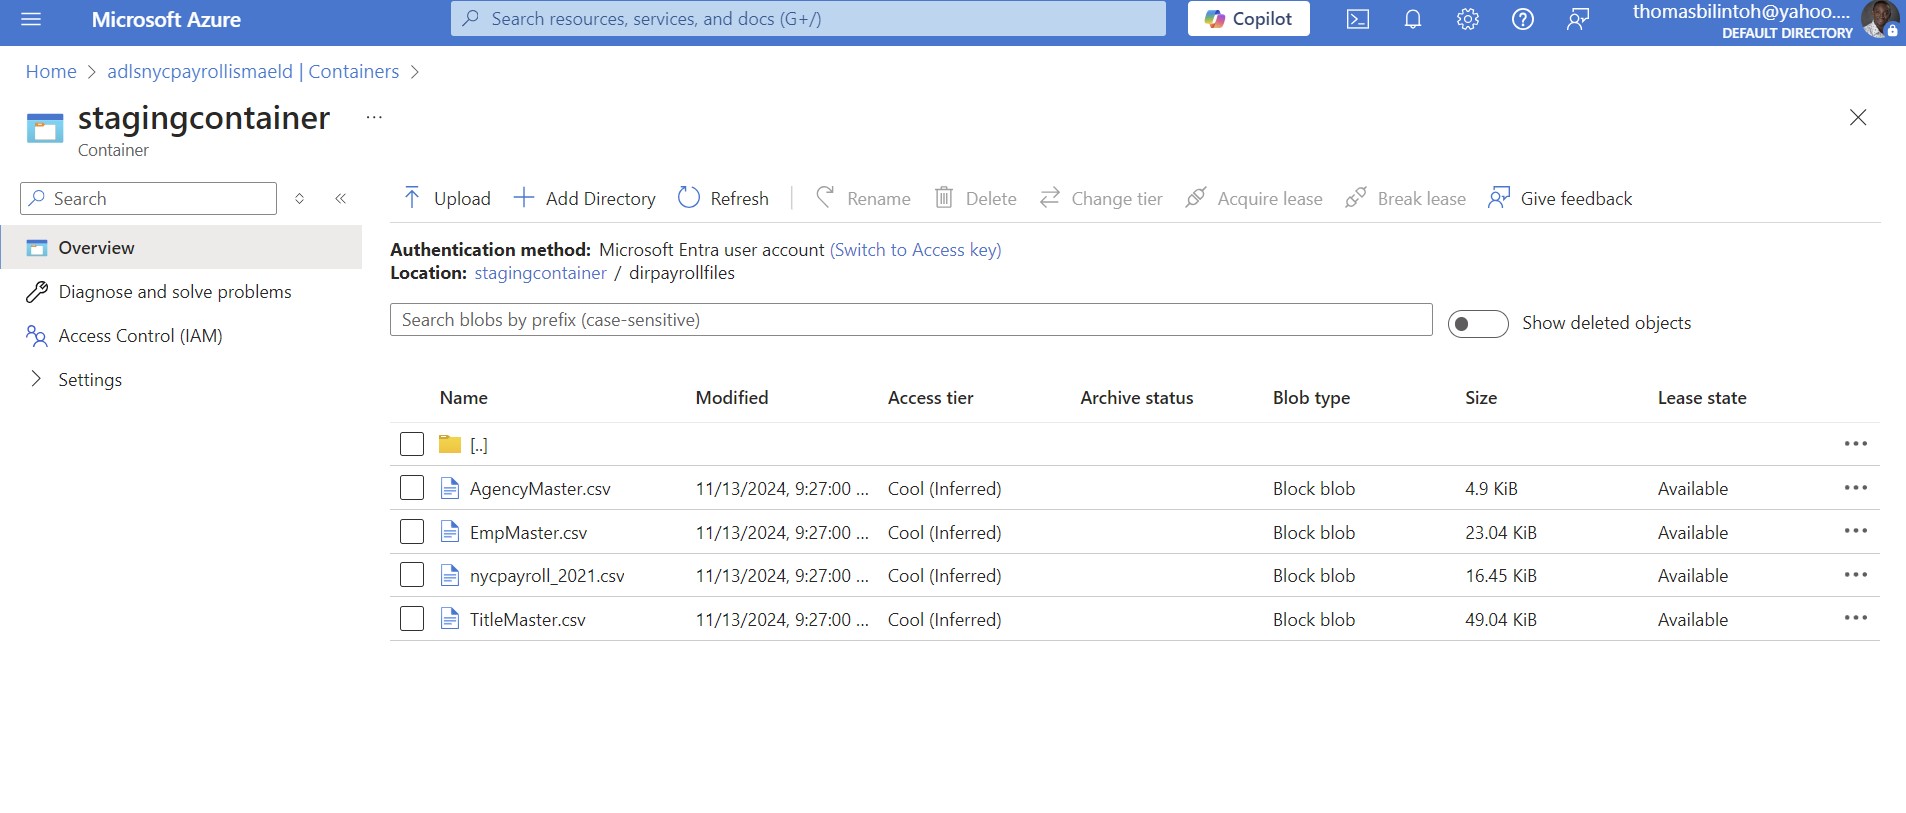 Microsoft Azure
Search resources, services, and docs (G+/)
Copilot
thomasbilintoh@yahoo....
DEFAULT DIRECTORY
Home > adlsnycpayrollismaeld | Containers >
stagingcontainer ...
Container
Search
Upload Add Directory Refresh Rename Delete Change tier Acquire lease Break lease Give feedback
Overview
Diagnose and solve problems
Access Control (IAM)
Settings
Authentication method: Microsoft Entra user account (Switch to Access key)
Location: stagingcontainer / dirpayrollfiles
Search blobs by prefix (case-sensitive)
Show deleted objects
Name Modified Access tier Archive status Blob type Size Lease state
[..]
AgencyMaster.csv 11/13/2024, 9:27:00 ... Cool (Inferred) Block blob 4.9 KiB Available
EmpMaster.csv 11/13/2024, 9:27:00 ... Cool (Inferred) Block blob 23.04 KiB Available
nycpayroll_2021.csv 11/13/2024, 9:27:00 ... Cool (Inferred) Block blob 16.45 KiB Available
TitleMaster.csv 11/13/2024, 9:27:00 ... Cool (Inferred) Block blob 49.04 KiB Available